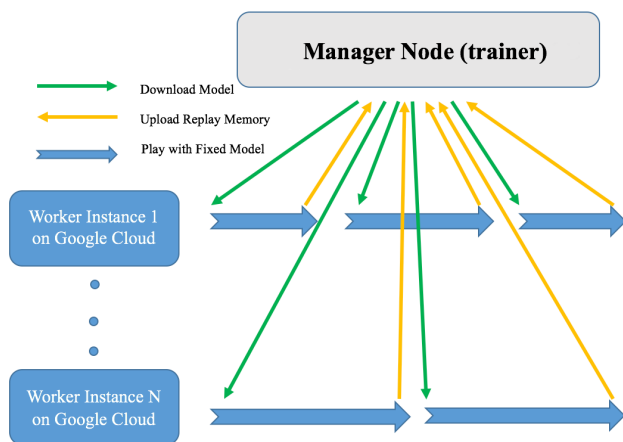 Manager Node (trainer)
Download Model
Upload Replay Memory
Play with Fixed Model
Worker Instance 1
on Google Cloud
Worker Instance N
on Google Cloud